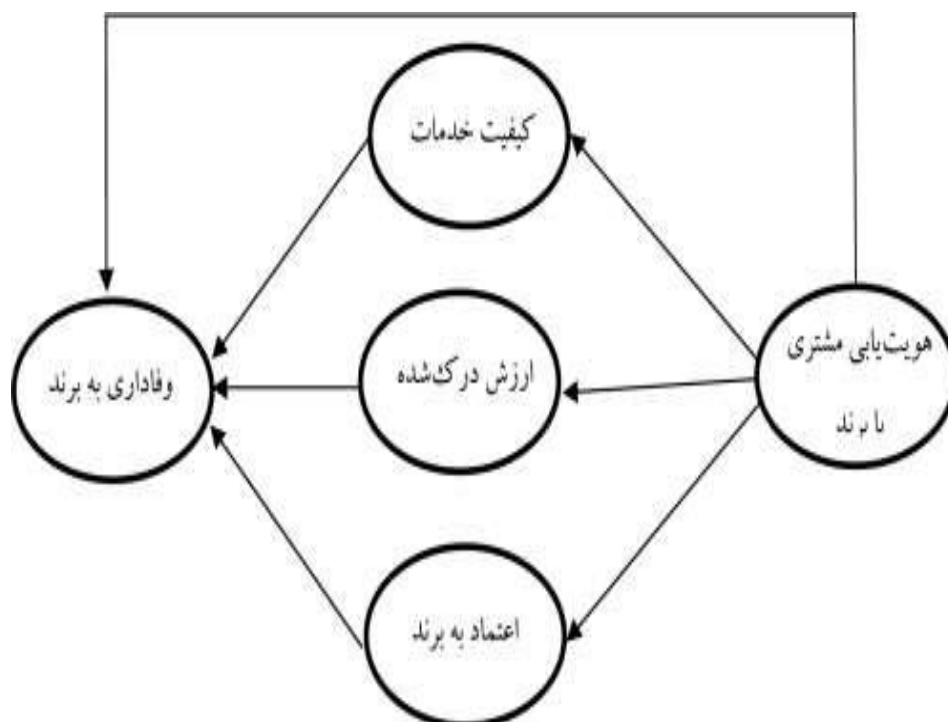 کیفیت خدمات
هویت‌یابی مشتری
با برند
ارزش درک‌شده
وفاداری به برند
اعتماد به برند